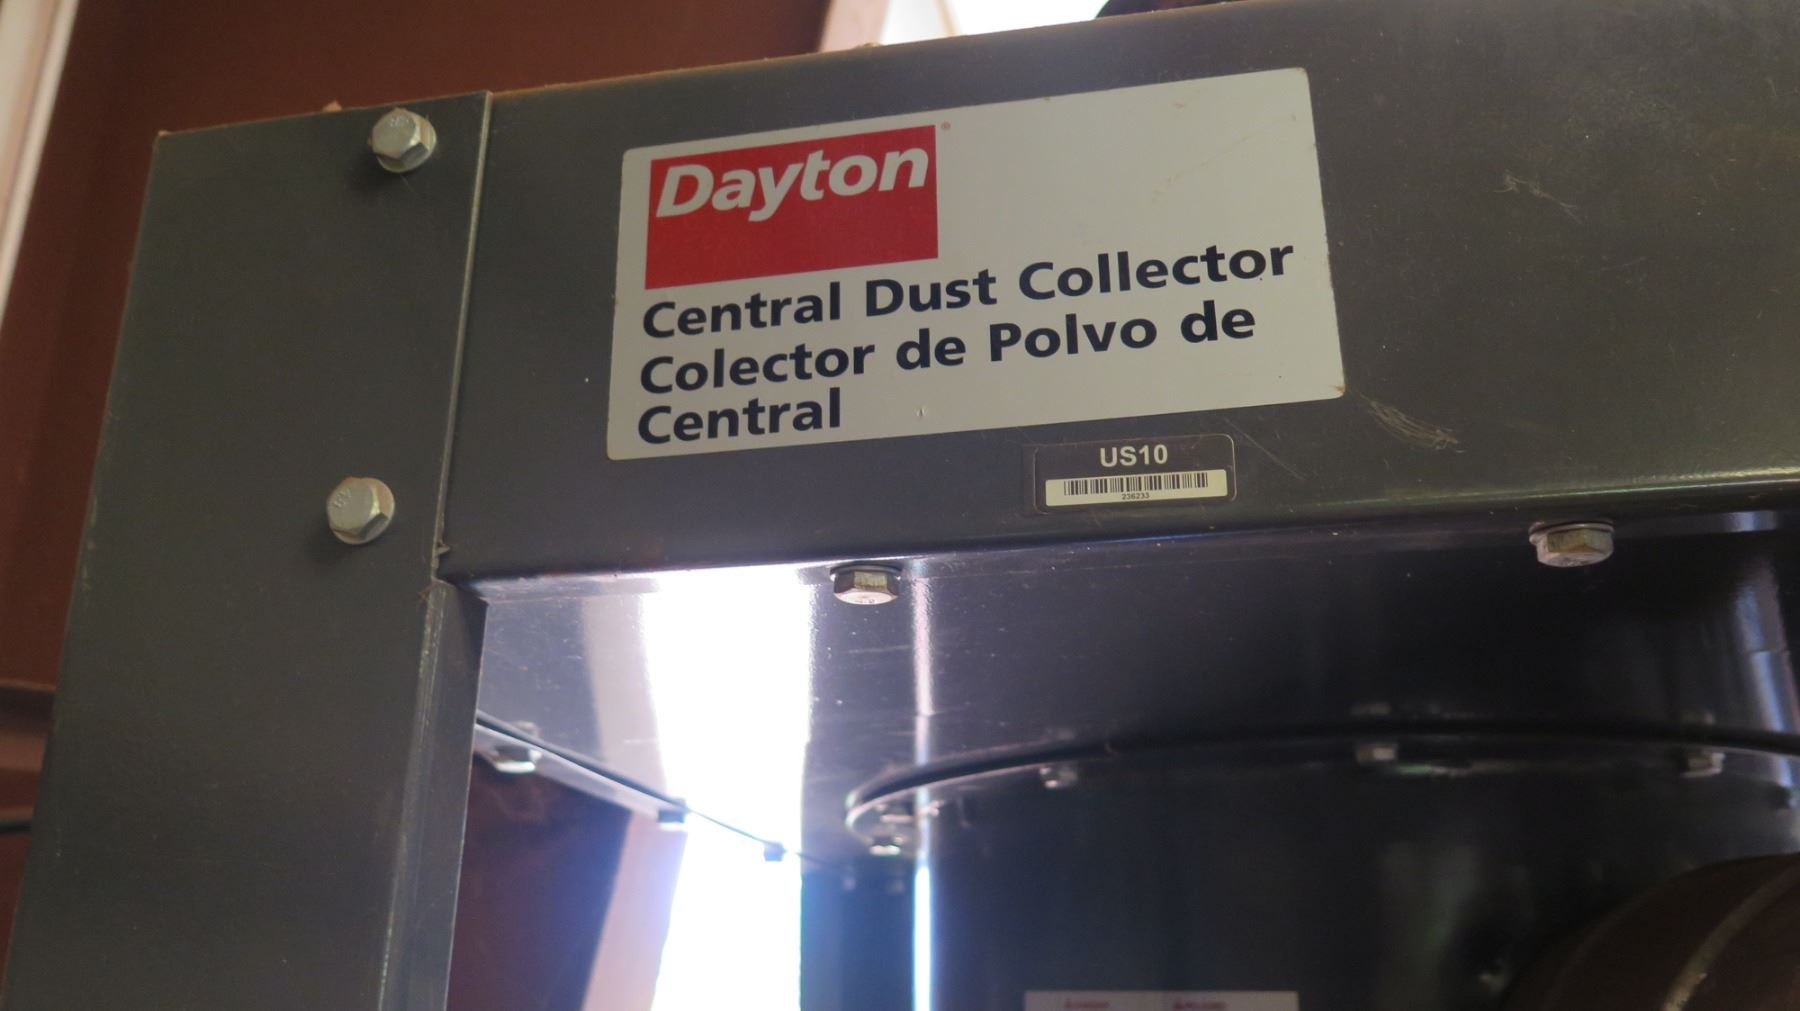 Dayton®
Central Dust Collector
Colector de Polvo de
Central
US10
236233